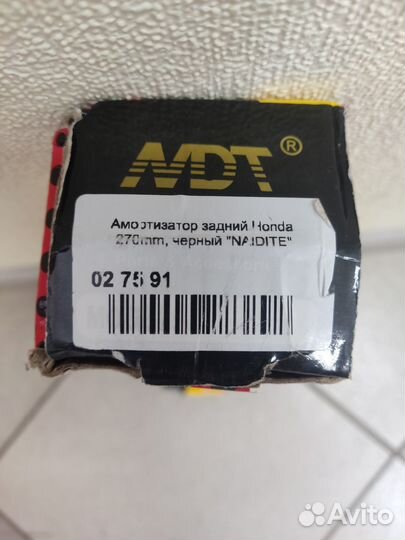 NDT®
Амортизатор задний Honda
270mm, черный "NAIDITE"
02 75 91
Avito